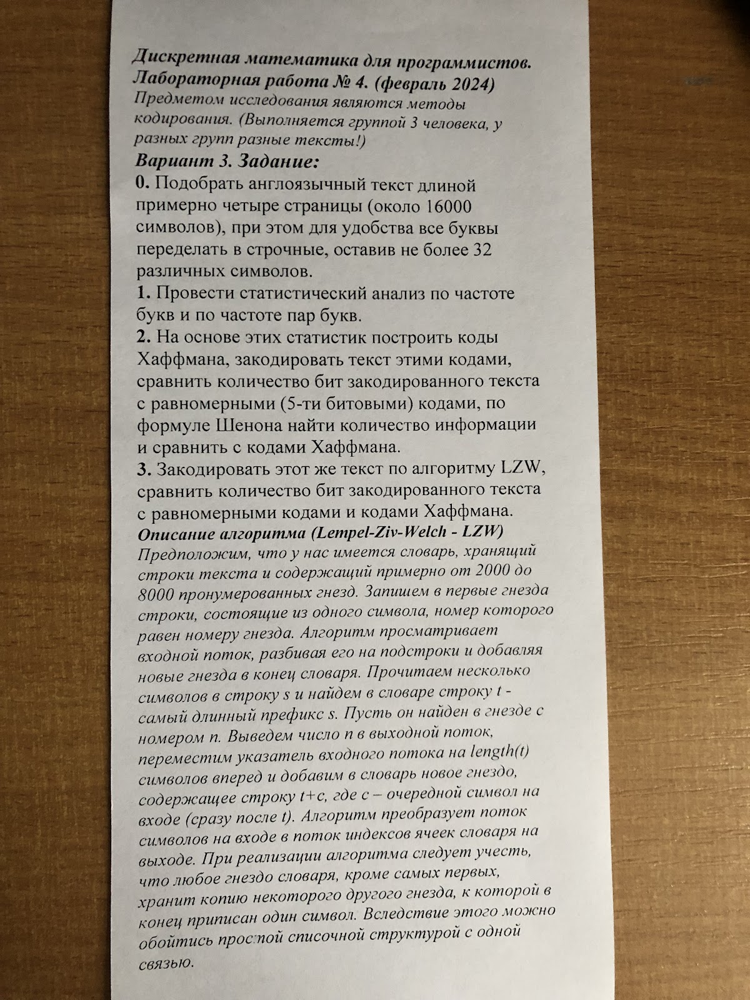 Дискретная математика для программистов.
Лабораторная работа № 4. (февраль 2024)
Предметом исследования являются методы
кодирования. (Выполняется группой 3 человека, у
разных групп разные тексты!)
Вариант 3. Задание:
0. Подобрать англоязычный текст длиной
примерно четыре страницы (около 16000
символов), при этом для удобства все буквы
переделать в строчные, оставив не более 32
различных символов.
1. Провести статистический анализ по частоте
букв и по частоте пар букв.
2. На основе этих статистик построить коды
Хаффмана, закодировать текст этими кодами,
сравнить количество бит закодированного текста
с равномерными (5-ти битовыми) кодами, по
формуле Шенона найти количество информации
и сравнить с кодами Хаффмана.
3. Закодировать этот же текст по алгоритму LZW,
сравнить количество бит закодированного текста
с равномерными кодами и кодами Хаффмана.
Описание алгоритма (Lempel-Ziv-Welch - LZW)
Предположим, что у нас имеется словарь, хранящий
строки текста и содержащий примерно от 2000 до
8000 пронумерованных гнезд. Запишем в первые гнезда
строки, состоящие из одного символа, номер которого
равен номеру гнезда. Алгоритм просматривает
входной поток, разбивая его на подстроки и добавляя
новые гнезда в конец словаря. Прочитаем несколько
символов в строку s и найдем в словаре строку t -
самый длинный префикс s. Пусть он найден в гнезде с
номером n. Выведем число n в выходной поток,
переместим указатель входного потока на length(t)
символов вперед и добавим в словарь новое гнездо,
содержащее строку t+c, где c – очередной символ на
входе (сразу после t). Алгоритм преобразует поток
символов на входе в поток индексов ячеек словаря на
выходе. При реализации алгоритма следует учесть,
что любое гнездо словаря, кроме самых первых,
хранит копию некоторого другого гнезда, к которой в
конец приписан один символ. Вследствие этого можно
обойтись простой списочной структурой с одной
связью.